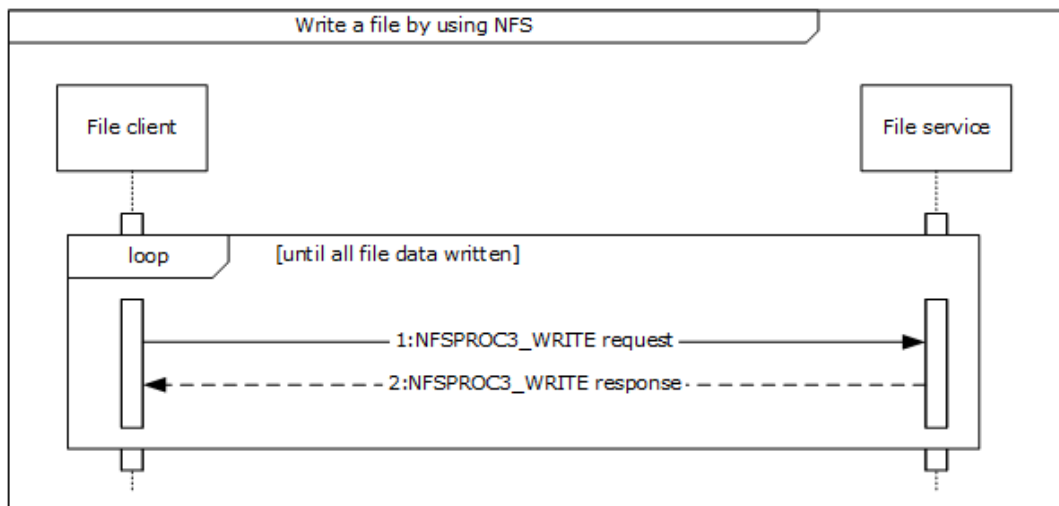 Write a file by using NFS
File client
File service
loop
[until all file data written]
1:NFSPROC3_WRITE request
2:NFSPROC3_WRITE response